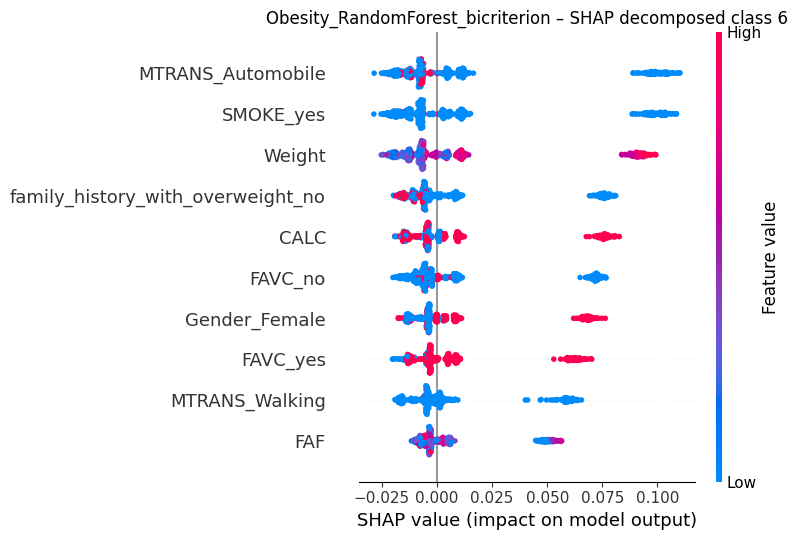 Obesity_RandomForest_bicriterion – SHAP decomposed class 6
High
MTRANS_Automobile
SMOKE_yes
Weight
family_history_with_overweight_no
CALC
FAVC_no
Gender_Female
FAVC_yes
MTRANS_Walking
FAF
Feature value
Low
−0.025 0.000 0.025 0.050 0.075 0.100
SHAP value (impact on model output)